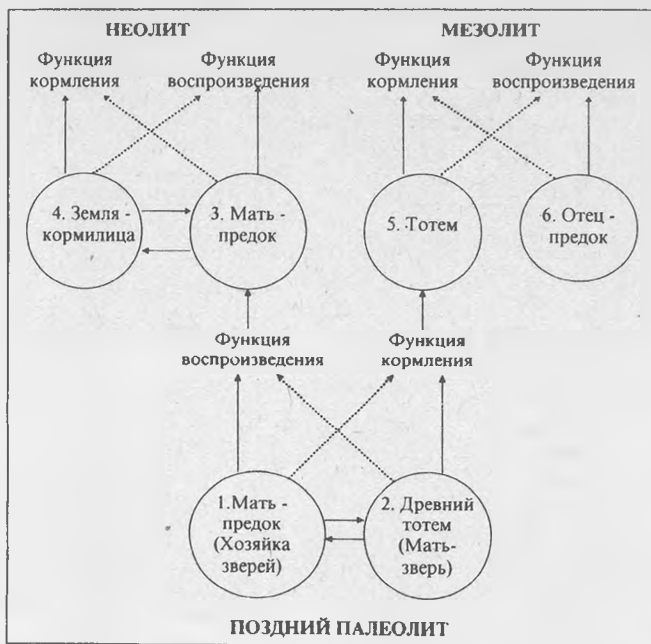 НЕОЛИТ
МЕЗОЛИТ
Функция
кормления
Функция
воспроизведения
Функция
кормления
Функция
воспроизведения
4. Земля -
кормилица
3. Мать -
предок
5. Тотем
6. Отец -
предок
Функция
воспроизведения
Функция
кормления
1.Мать -
предок
(Хозяйка
зверей)
2. Древний
тотем
(Мать-
зверь)
ПОЗДНИЙ ПАЛЕОЛИТ